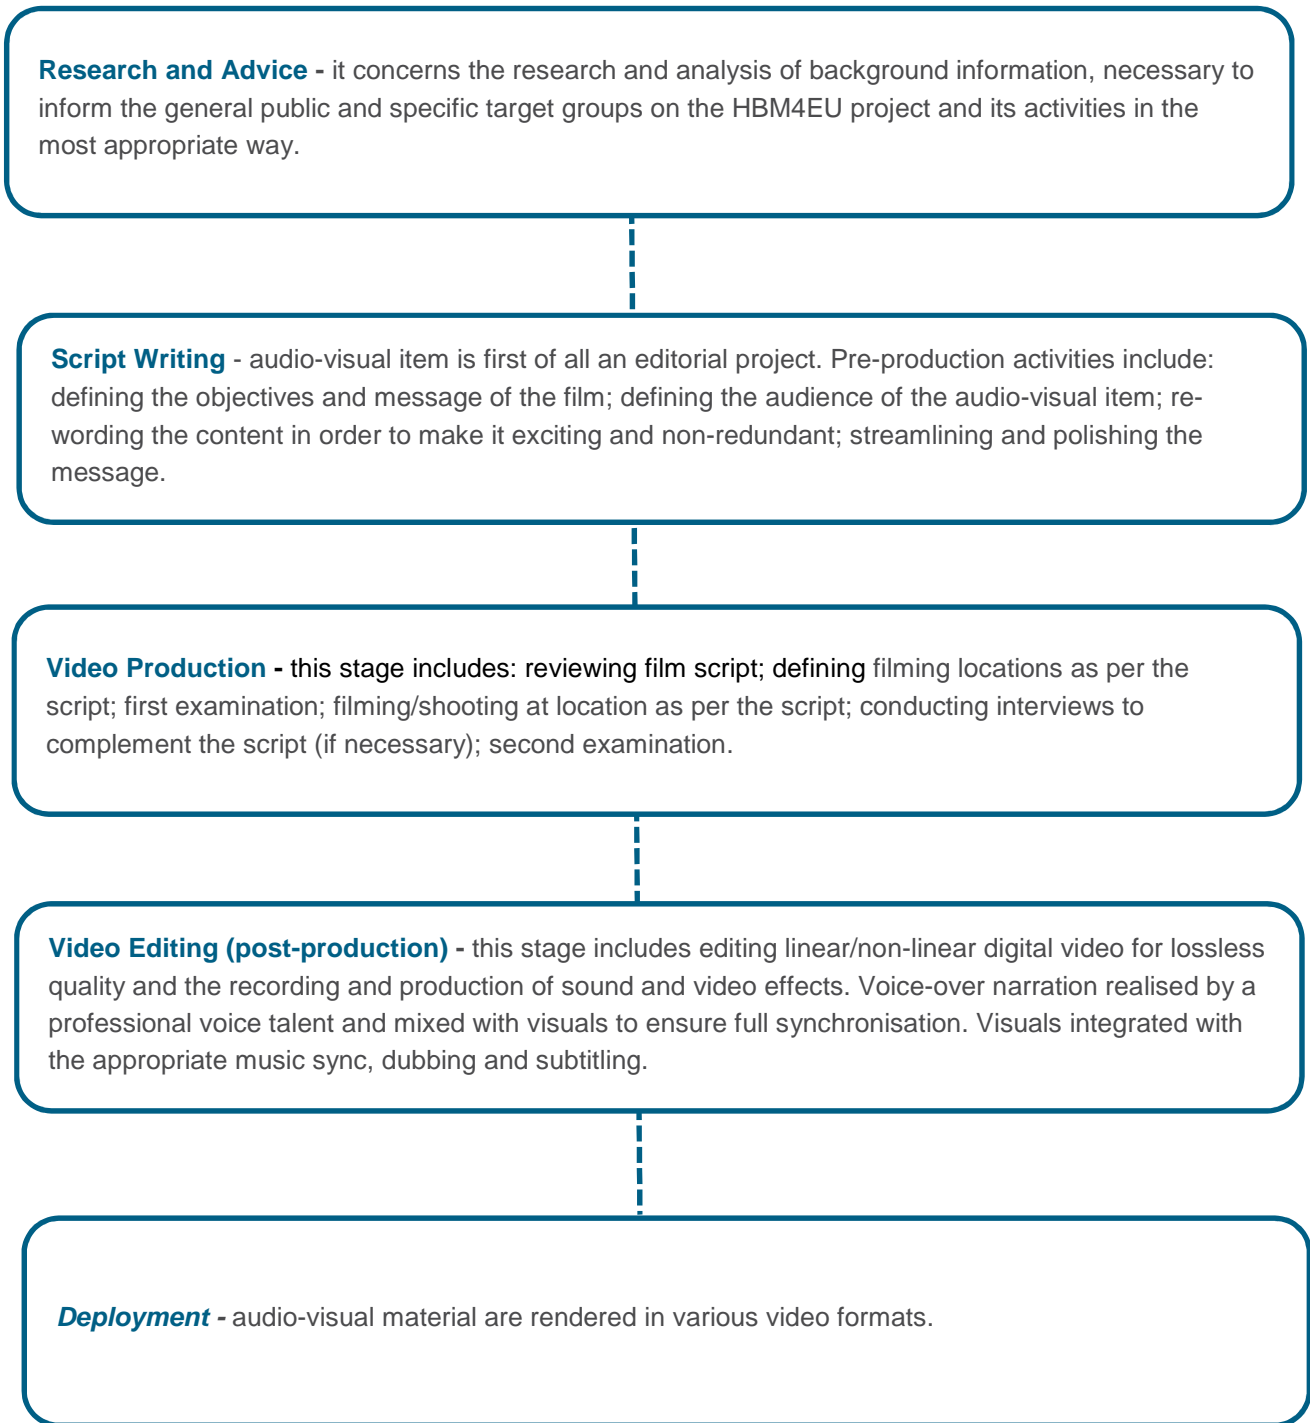 Research and Advice - it concerns the research and analysis of background information, necessary to
inform the general public and specific target groups on the HBM4EU project and its activities in the
most appropriate way.
Script Writing - audio-visual item is first of all an editorial project. Pre-production activities include:
defining the objectives and message of the film; defining the audience of the audio-visual item; re-
wording the content in order to make it exciting and non-redundant; streamlining and polishing the
message.
Video Production - this stage includes: reviewing film script; defining filming locations as per the
script; first examination; filming/shooting at location as per the script; conducting interviews to
complement the script (if necessary); second examination.
Video Editing (post-production) - this stage includes editing linear/non-linear digital video for lossless
quality and the recording and production of sound and video effects. Voice-over narration realised by a
professional voice talent and mixed with visuals to ensure full synchronisation. Visuals integrated with
the appropriate music sync, dubbing and subtitling.
Deployment - audio-visual material are rendered in various video formats.